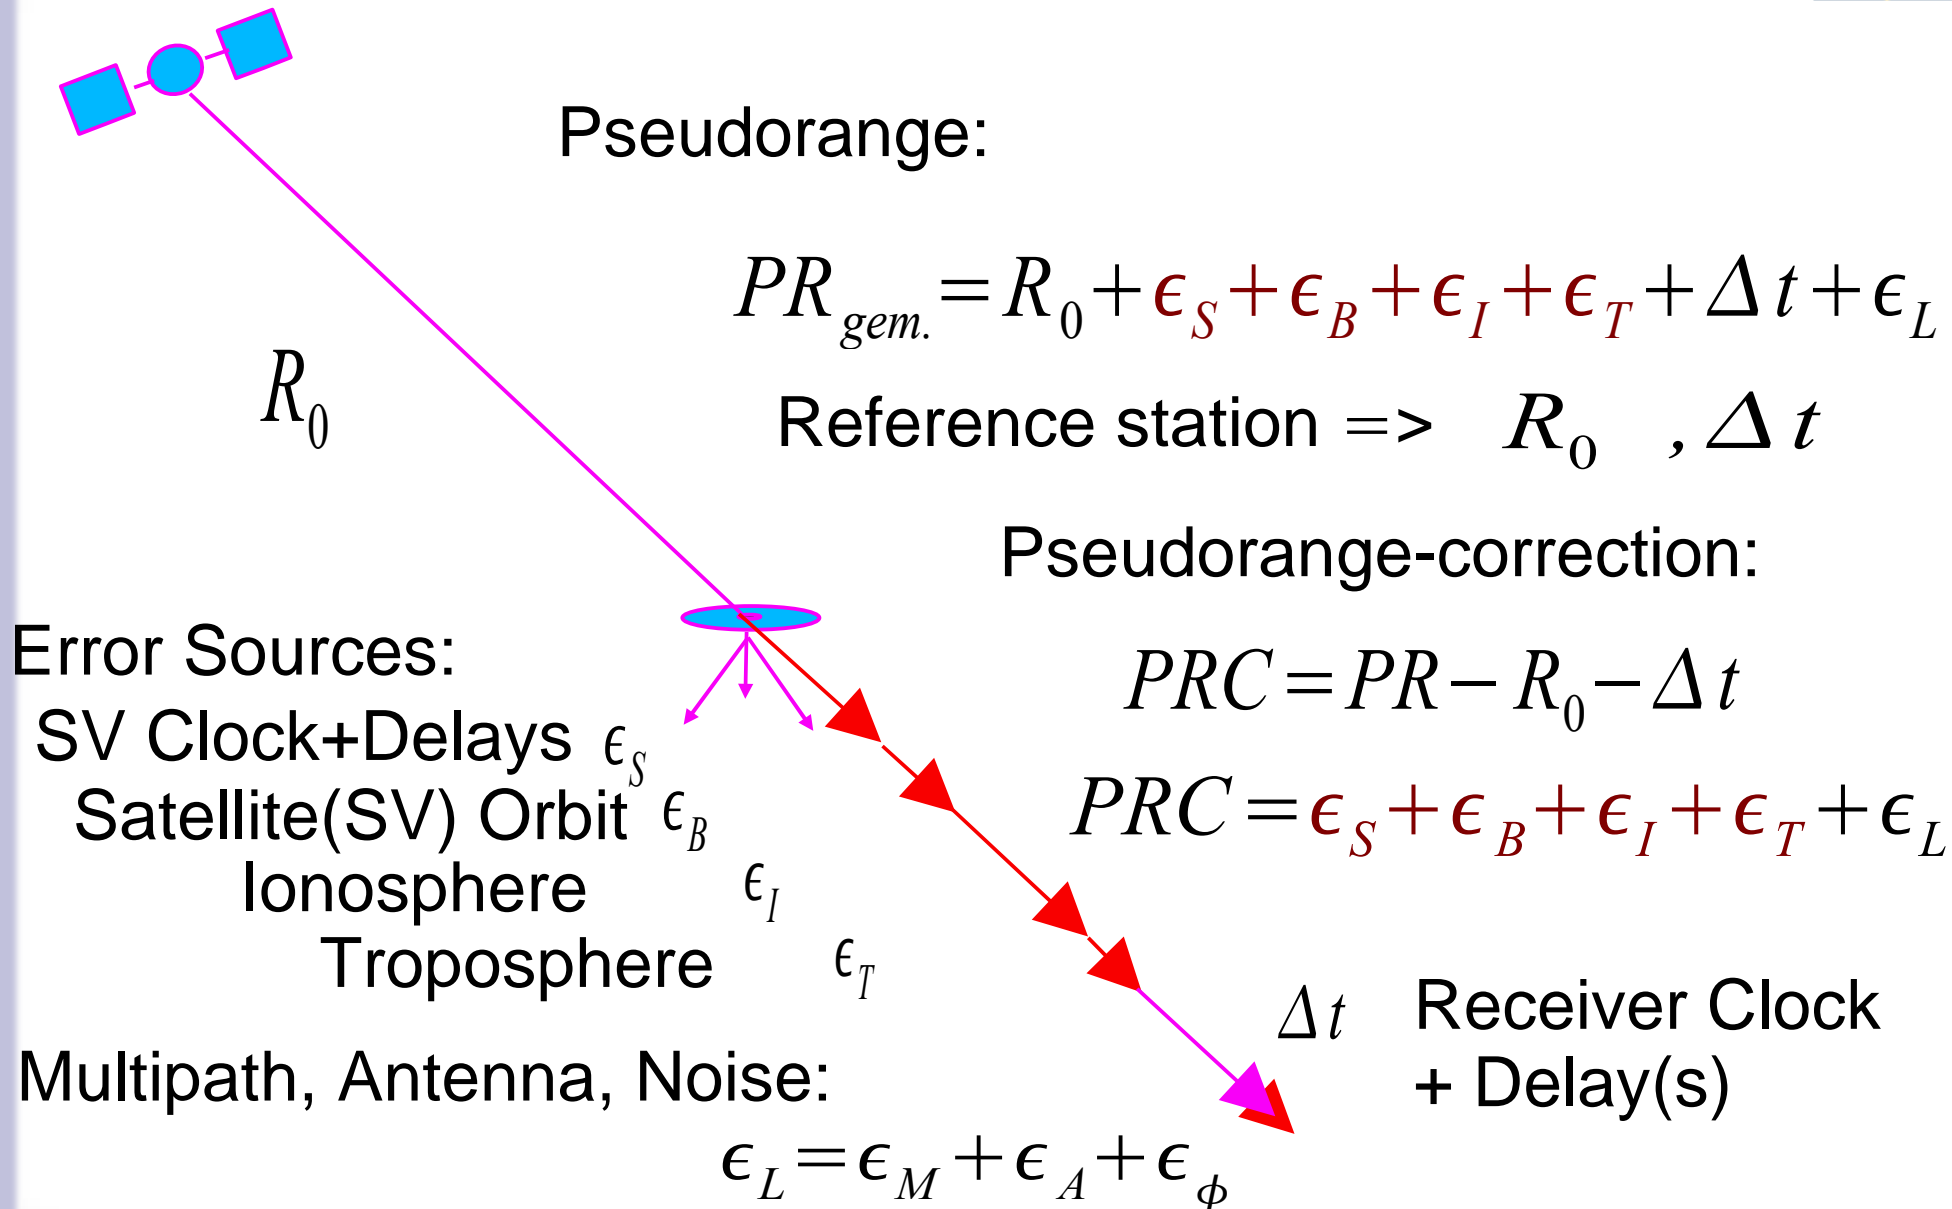 Pseudorange:
PR_gem. = R_0 + ϵ_S + ϵ_B + ϵ_I + ϵ_T + Δt + ϵ_L
R_0
Reference station => R_0 , Δt
Pseudorange-correction:
PRC = PR − R_0 − Δt
PRC = ϵ_S + ϵ_B + ϵ_I + ϵ_T + ϵ_L
Error Sources:
SV Clock+Delays ϵ_S
Satellite(SV) Orbit ϵ_B
Ionosphere ϵ_I
Troposphere ϵ_T
Δt Receiver Clock
+ Delay(s)
Multipath, Antenna, Noise:
ϵ_L = ϵ_M + ϵ_A + ϵ_ϕ